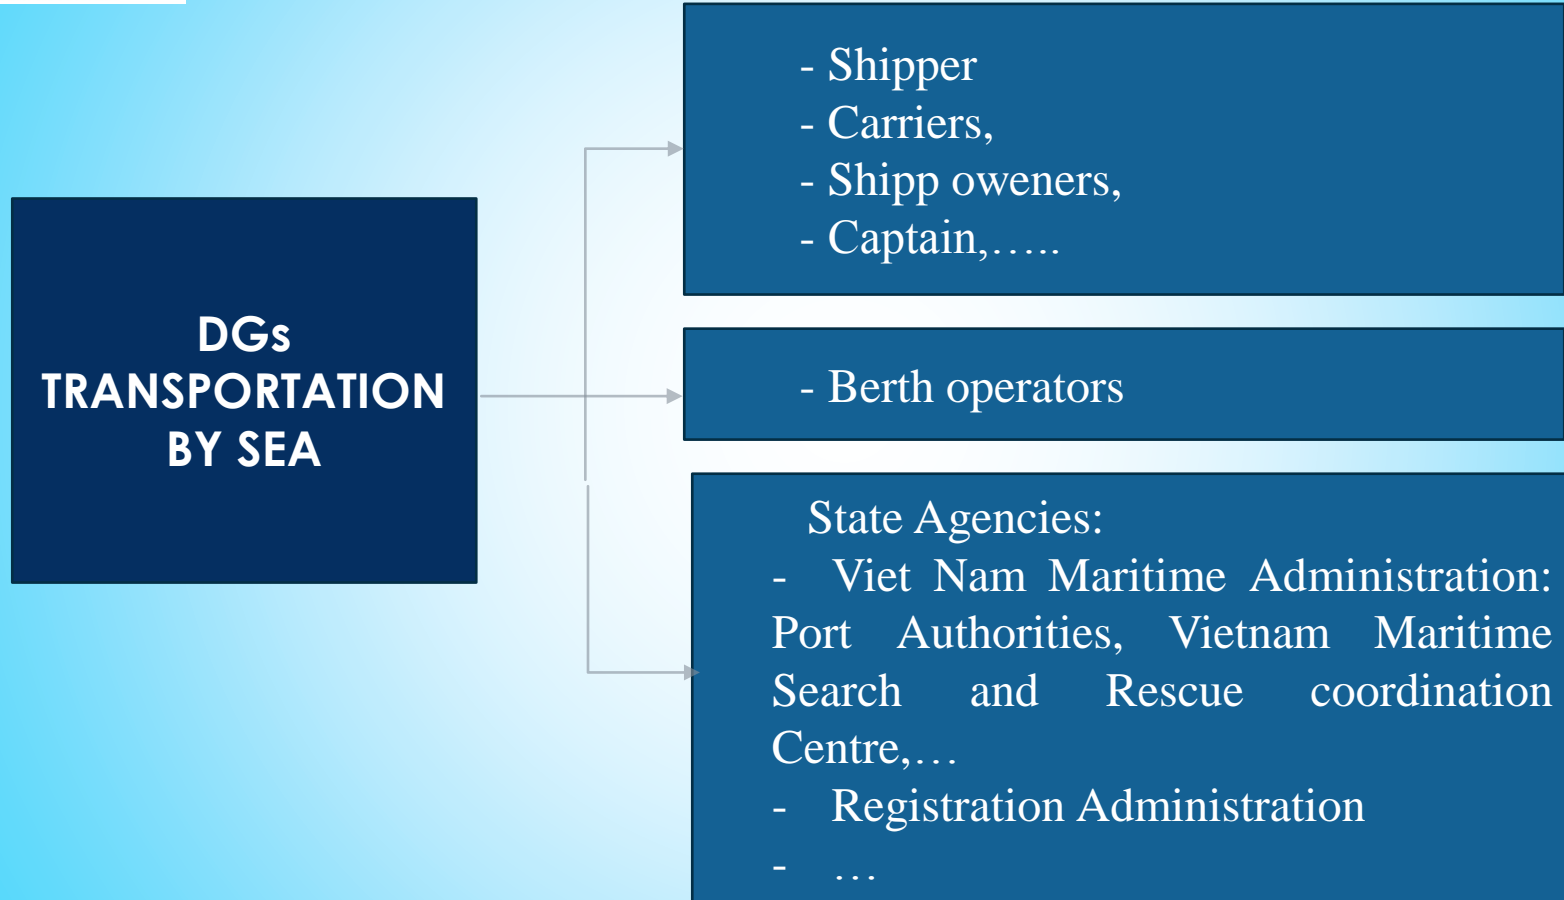 DGs
TRANSPORTATION
BY SEA
- Shipper
- Carriers,
- Shipp oweners,
- Captain,…..
- Berth operators
State Agencies:
- Viet Nam Maritime Administration:
Port Authorities, Vietnam Maritime
Search and Rescue coordination
Centre,…
- Registration Administration
- …